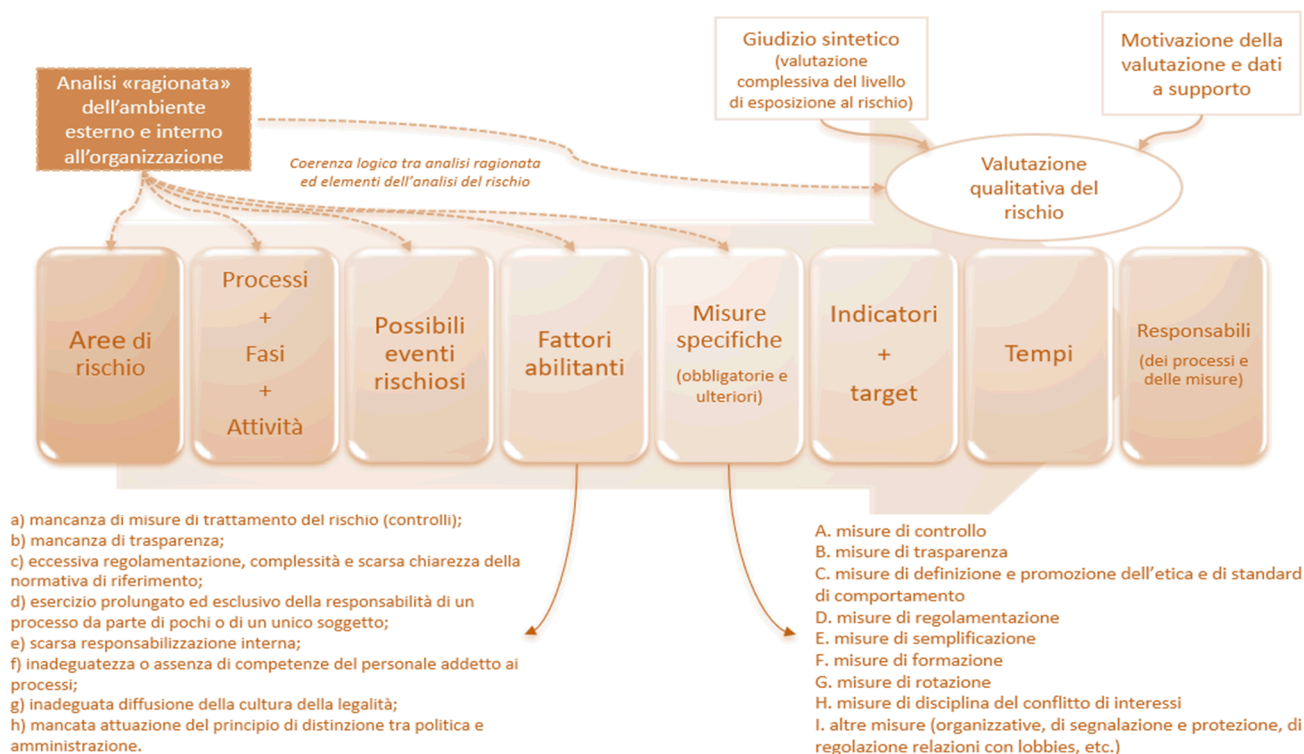 Analisi «ragionata»
dell'ambiente
esterno e interno
all'organizzazione
Giudizio sintetico
(valutazione
complessiva del livello
di esposizione al rischio)
Motivazione della
valutazione e dati
a supporto
Coerenza logica tra analisi ragionata
ed elementi dell'analisi del rischio
Valutazione
qualitativa del
rischio
Aree di
rischio
Processi
+
Fasi
+
Attività
Possibili
eventi
rischiosi
Fattori
abilitanti
Misure
specifiche
(obbligatorie e
ulteriori)
Indicatori
+
target
Tempi
Responsabili
(dei processi e
delle misure)
a) mancanza di misure di trattamento del rischio (controlli);
b) mancanza di trasparenza;
c) eccessiva regolamentazione, complessità e scarsa chiarezza della
normativa di riferimento;
d) esercizio prolungato ed esclusivo della responsabilità di un
processo da parte di pochi o di un unico soggetto;
e) scarsa responsabilizzazione interna;
f) inadeguatezza o assenza di competenze del personale addetto ai
processi;
g) inadeguata diffusione della cultura della legalità;
h) mancata attuazione del principio di distinzione tra politica e
amministrazione.
A. misure di controllo
B. misure di trasparenza
C. misure di definizione e promozione dell'etica e di standard
di comportamento
D. misure di regolamentazione
E. misure di semplificazione
F. misure di formazione
G. misure di rotazione
H. misure di disciplina del conflitto di interessi
I. altre misure (organizzative, di segnalazione e protezione, di
regolazione relazioni con lobbies, etc.)